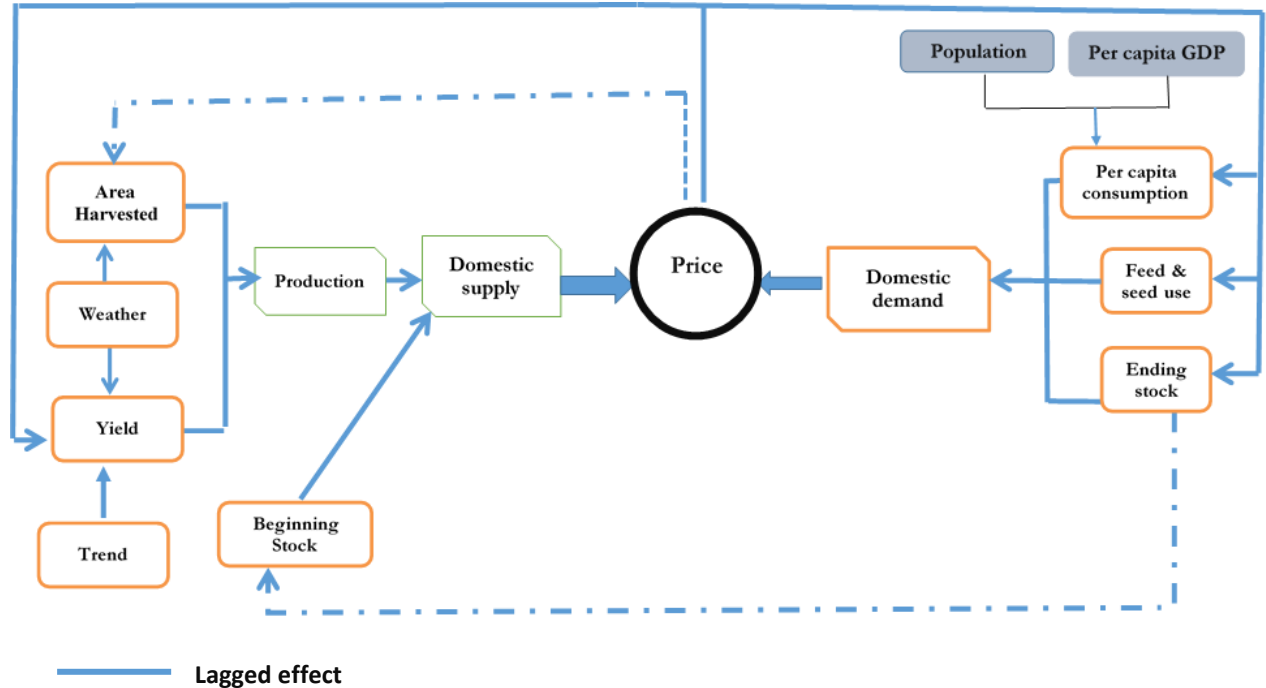 Population
Per capita GDP
Per capita
consumption
Area
Harvested
Weather
Yield
Trend
Production
Domestic
supply
Beginning
Stock
Price
Domestic
demand
Feed &
seed use
Ending
stock
Lagged effect